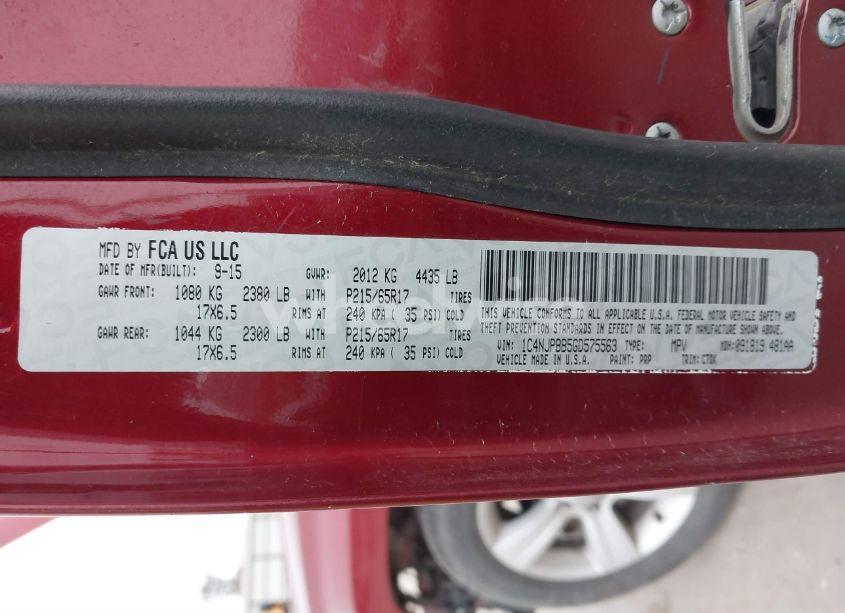 MFD BY FCA US LLC
DATE OF MFR(BUILT): 9-15 GVWR: 2012 KG 4435 LB
GAWR FRONT: 1080 KG 2380 LB WITH P215/65R17 TIRES
17X6.5 RIMS AT 240 KPA ( 35 PSI) COLD
GAWR REAR: 1044 KG 2300 LB WITH P215/65R17 TIRES
17X6.5 RIMS AT 240 KPA ( 35 PSI) COLD
THIS VEHICLE CONFORMS TO ALL APPLICABLE U.S.A. FEDERAL MOTOR VEHICLE SAFETY AND
THEFT PREVENTION STANDARDS IN EFFECT ON THE DATE OF MANUFACTURE SHOWN ABOVE.
VIN: 1C4NJPBB5GD575563 TYPE: MPV MDH: 091819 481AA
VEHICLE MADE IN U.S.A. PAINT: PRP TRIM: C7DK